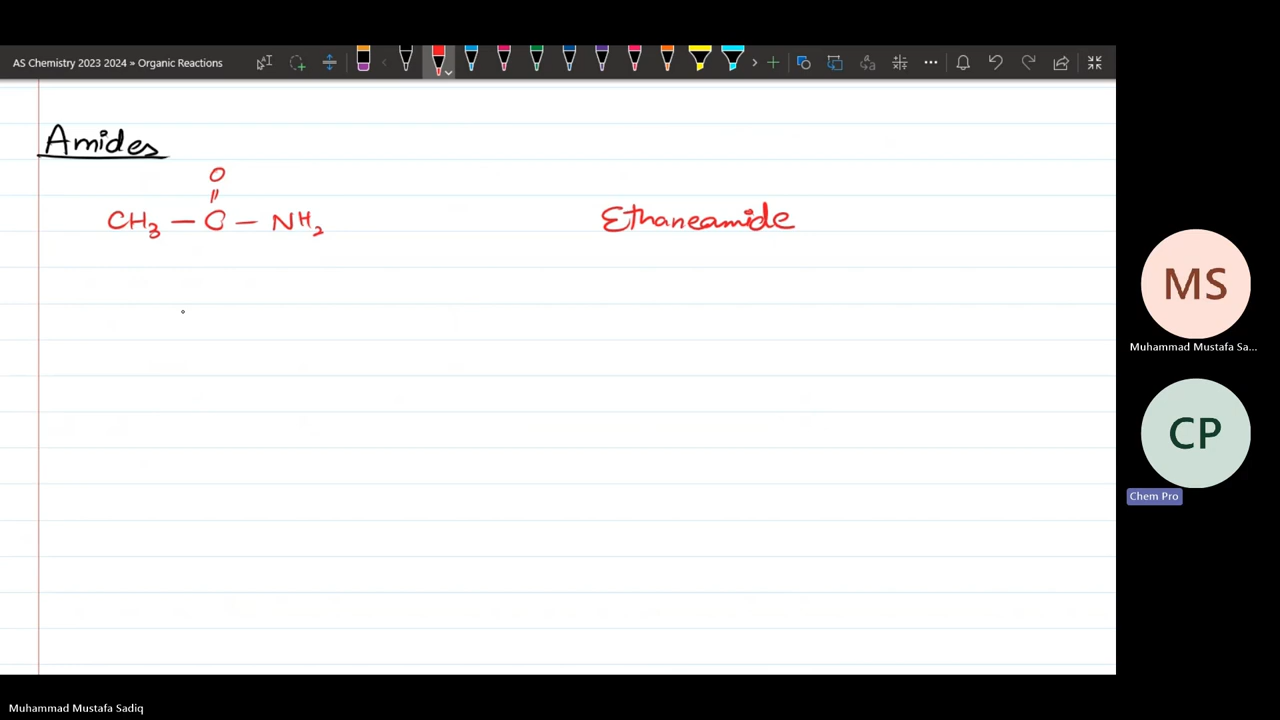 AS Chemistry 2023 2024 » Organic Reactions
Amides
O
CH3 — C — NH2
Ethaneamide
MS
Muhammad Mustafa Sa...
CP
Chem Pro
Muhammad Mustafa Sadiq